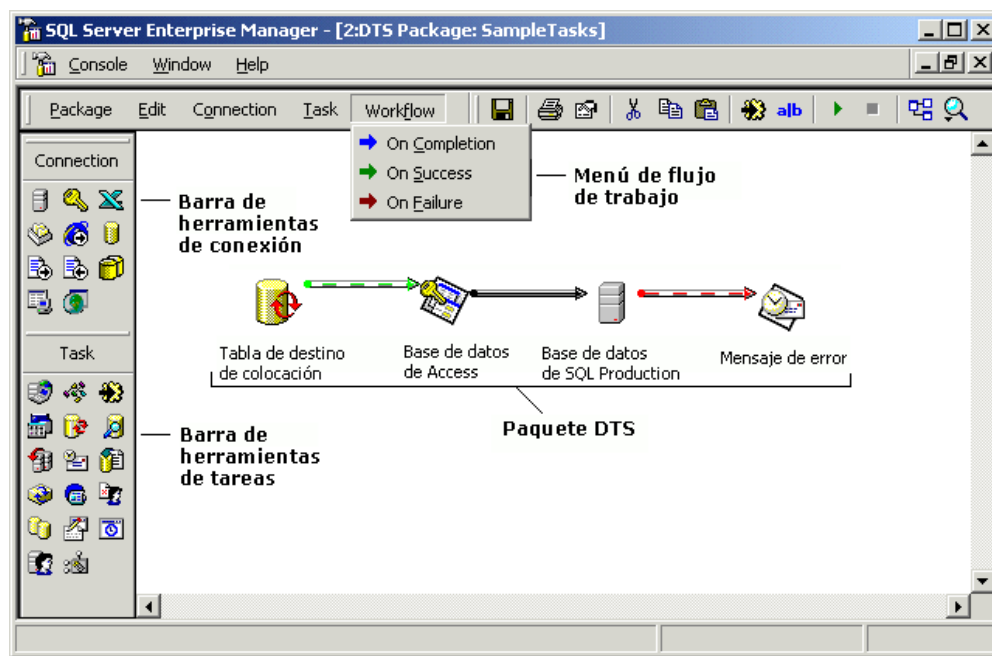 SQL Server Enterprise Manager - [2:DTS Package: SampleTasks]
Console Window Help
Package Edit Connection Task Workflow
a|b
On Completion
On Success
On Failure
Menú de flujo
de trabajo
Connection
Barra de
herramientas
de conexión
Tabla de destino
de colocación
Base de datos
de Access
Base de datos
de SQL Production
Mensaje de error
Paquete DTS
Task
Barra de
herramientas
de tareas